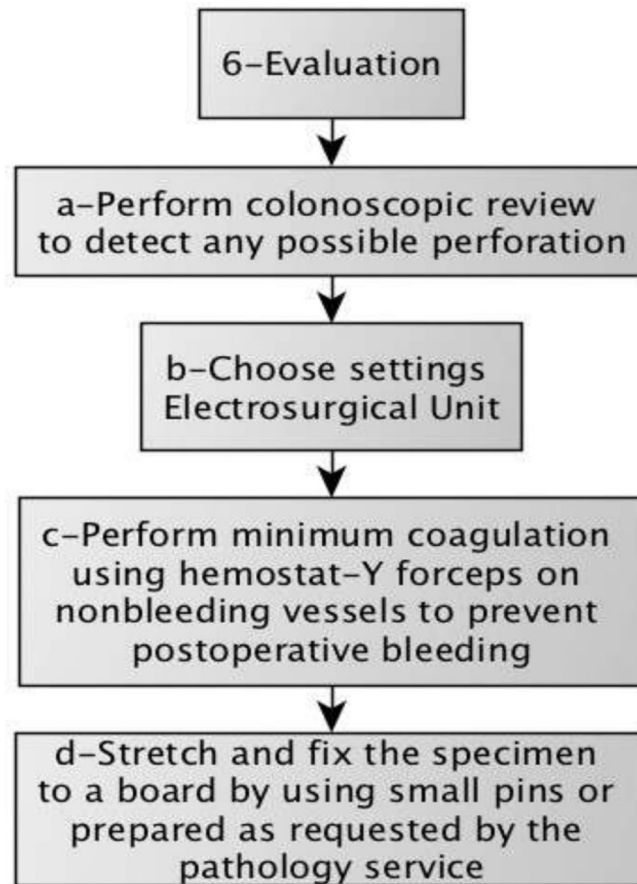 6-Evaluation
a-Perform colonoscopic review
to detect any possible perforation
b-Choose settings
Electrosurgical Unit
c-Perform minimum coagulation
using hemostat-Y forceps on
nonbleeding vessels to prevent
postoperative bleeding
d-Stretch and fix the specimen
to a board by using small pins or
prepared as requested by the
pathology service